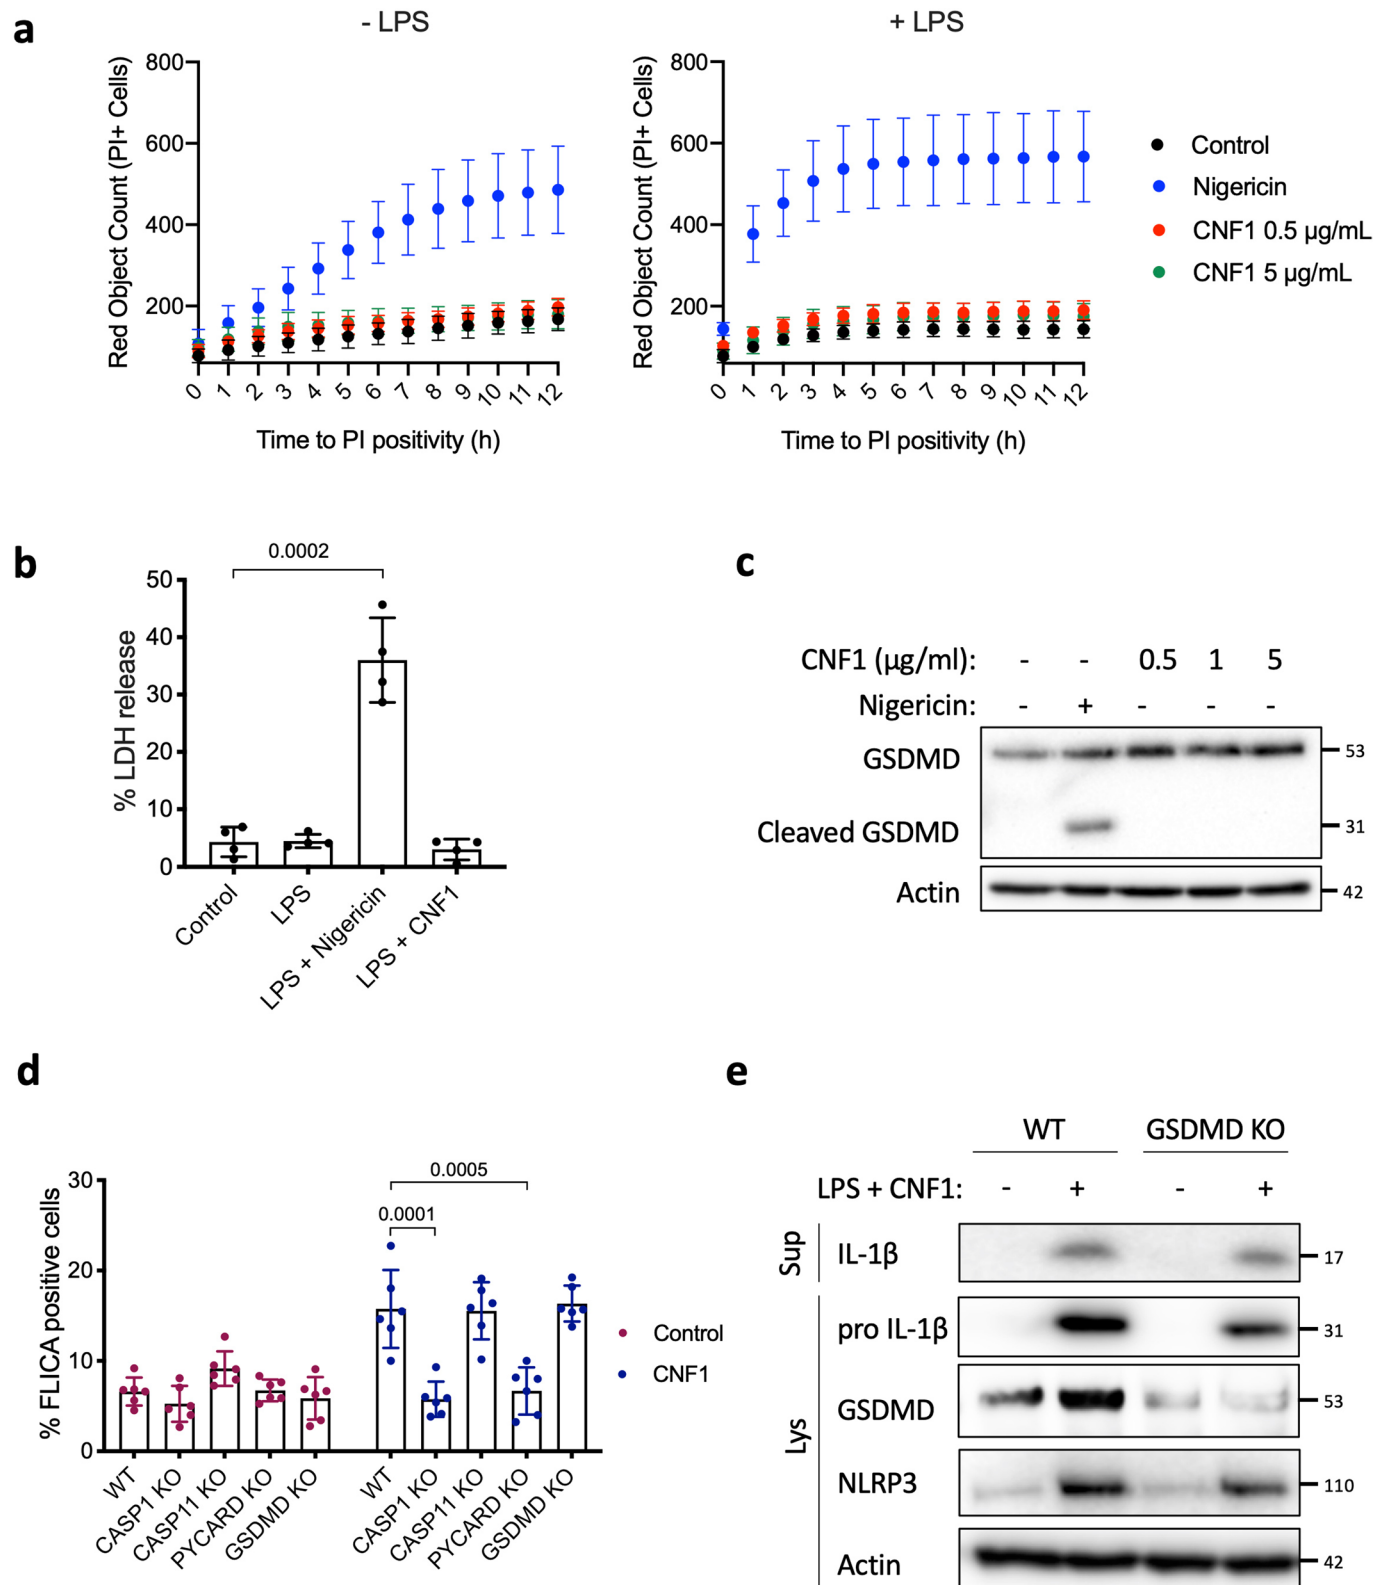 a
- LPS
+ LPS
Red Object Count (PI+ Cells)
800
600
400
200
0 1 2 3 4 5 6 7 8 9 10 11 12
Time to PI positivity (h)
Red Object Count (PI+ Cells)
800
600
400
200
0 1 2 3 4 5 6 7 8 9 10 11 12
Time to PI positivity (h)
Control
Nigericin
CNF1 0.5 µg/mL
CNF1 5 µg/mL
b
0.0002
% LDH release
50
40
30
20
10
0
Control
LPS
LPS + Nigericin
LPS + CNF1
c
CNF1 (µg/ml): - - 0.5 1 5
Nigericin: - + - - -
GSDMD 53
Cleaved GSDMD 31
Actin 42
d
% FLICA positive cells
30
20
10
0
0.0005
0.0001
WT
CASP1 KO
CASP11 KO
PYCARD KO
GSDMD KO
WT
CASP1 KO
CASP11 KO
PYCARD KO
GSDMD KO
Control
CNF1
e
WT GSDMD KO
LPS + CNF1: - + - +
Sup
IL-1β 17
Lys
pro IL-1β 31
GSDMD 53
NLRP3 110
Actin 42